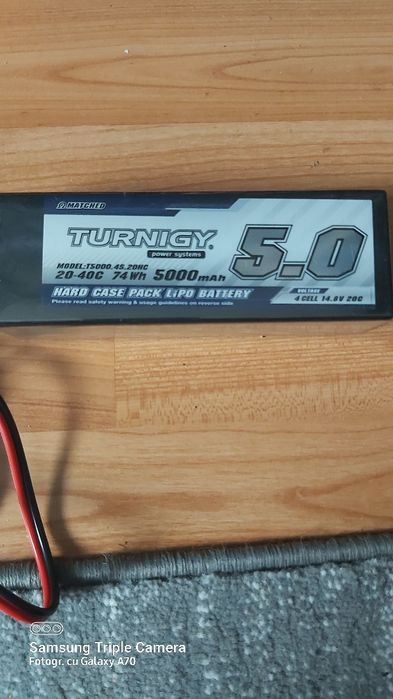 Ω MATCHED
TURNIGY®
power systems
5.0
MODEL:T5000.4S.20HC
20-40C 74Wh 5000mAh
HARD CASE PACK LiPO BATTERY
Please read safety warning & usage guidelines on reverse side
VOLTAGE
4 CELL 14.8V 20C
Samsung Triple Camera
Fotogr. cu Galaxy A70